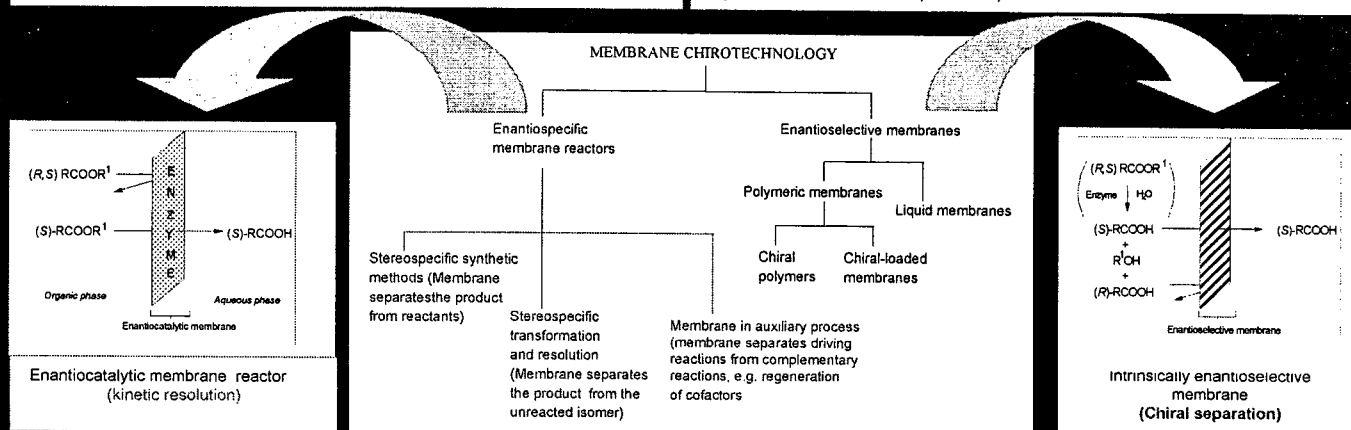 MEMBRANE CHIROTECHNOLOGY
Enantiospecific
membrane reactors
Enantioselective membranes
Polymeric membranes
Liquid membranes
Chiral
polymers
Chiral-loaded
membranes
Stereospecific synthetic
methods (Membrane
separatesthe product
from reactants)
Stereospecific
transformation
and resolution
(Membrane separates
the product from the
unreacted isomer)
Membrane in auxiliary process
(membrane separates driving
reactions from complementary
reactions, e.g. regeneration
of cofactors
(R,S) RCOOR¹
(S)-RCOOR¹
ENZYME
(S)-RCOOH
Organic phase
Aqueous phase
Enantiocatalytic membrane
Enantiocatalytic membrane reactor
(kinetic resolution)
(R,S) RCOOR¹
Enzyme
H₂O
(S)-RCOOH
+
R¹OH
+
(R)-RCOOH
(S)-RCOOH
Enantioselective membrane
Intrinsically enantioselective
membrane
(Chiral separation)